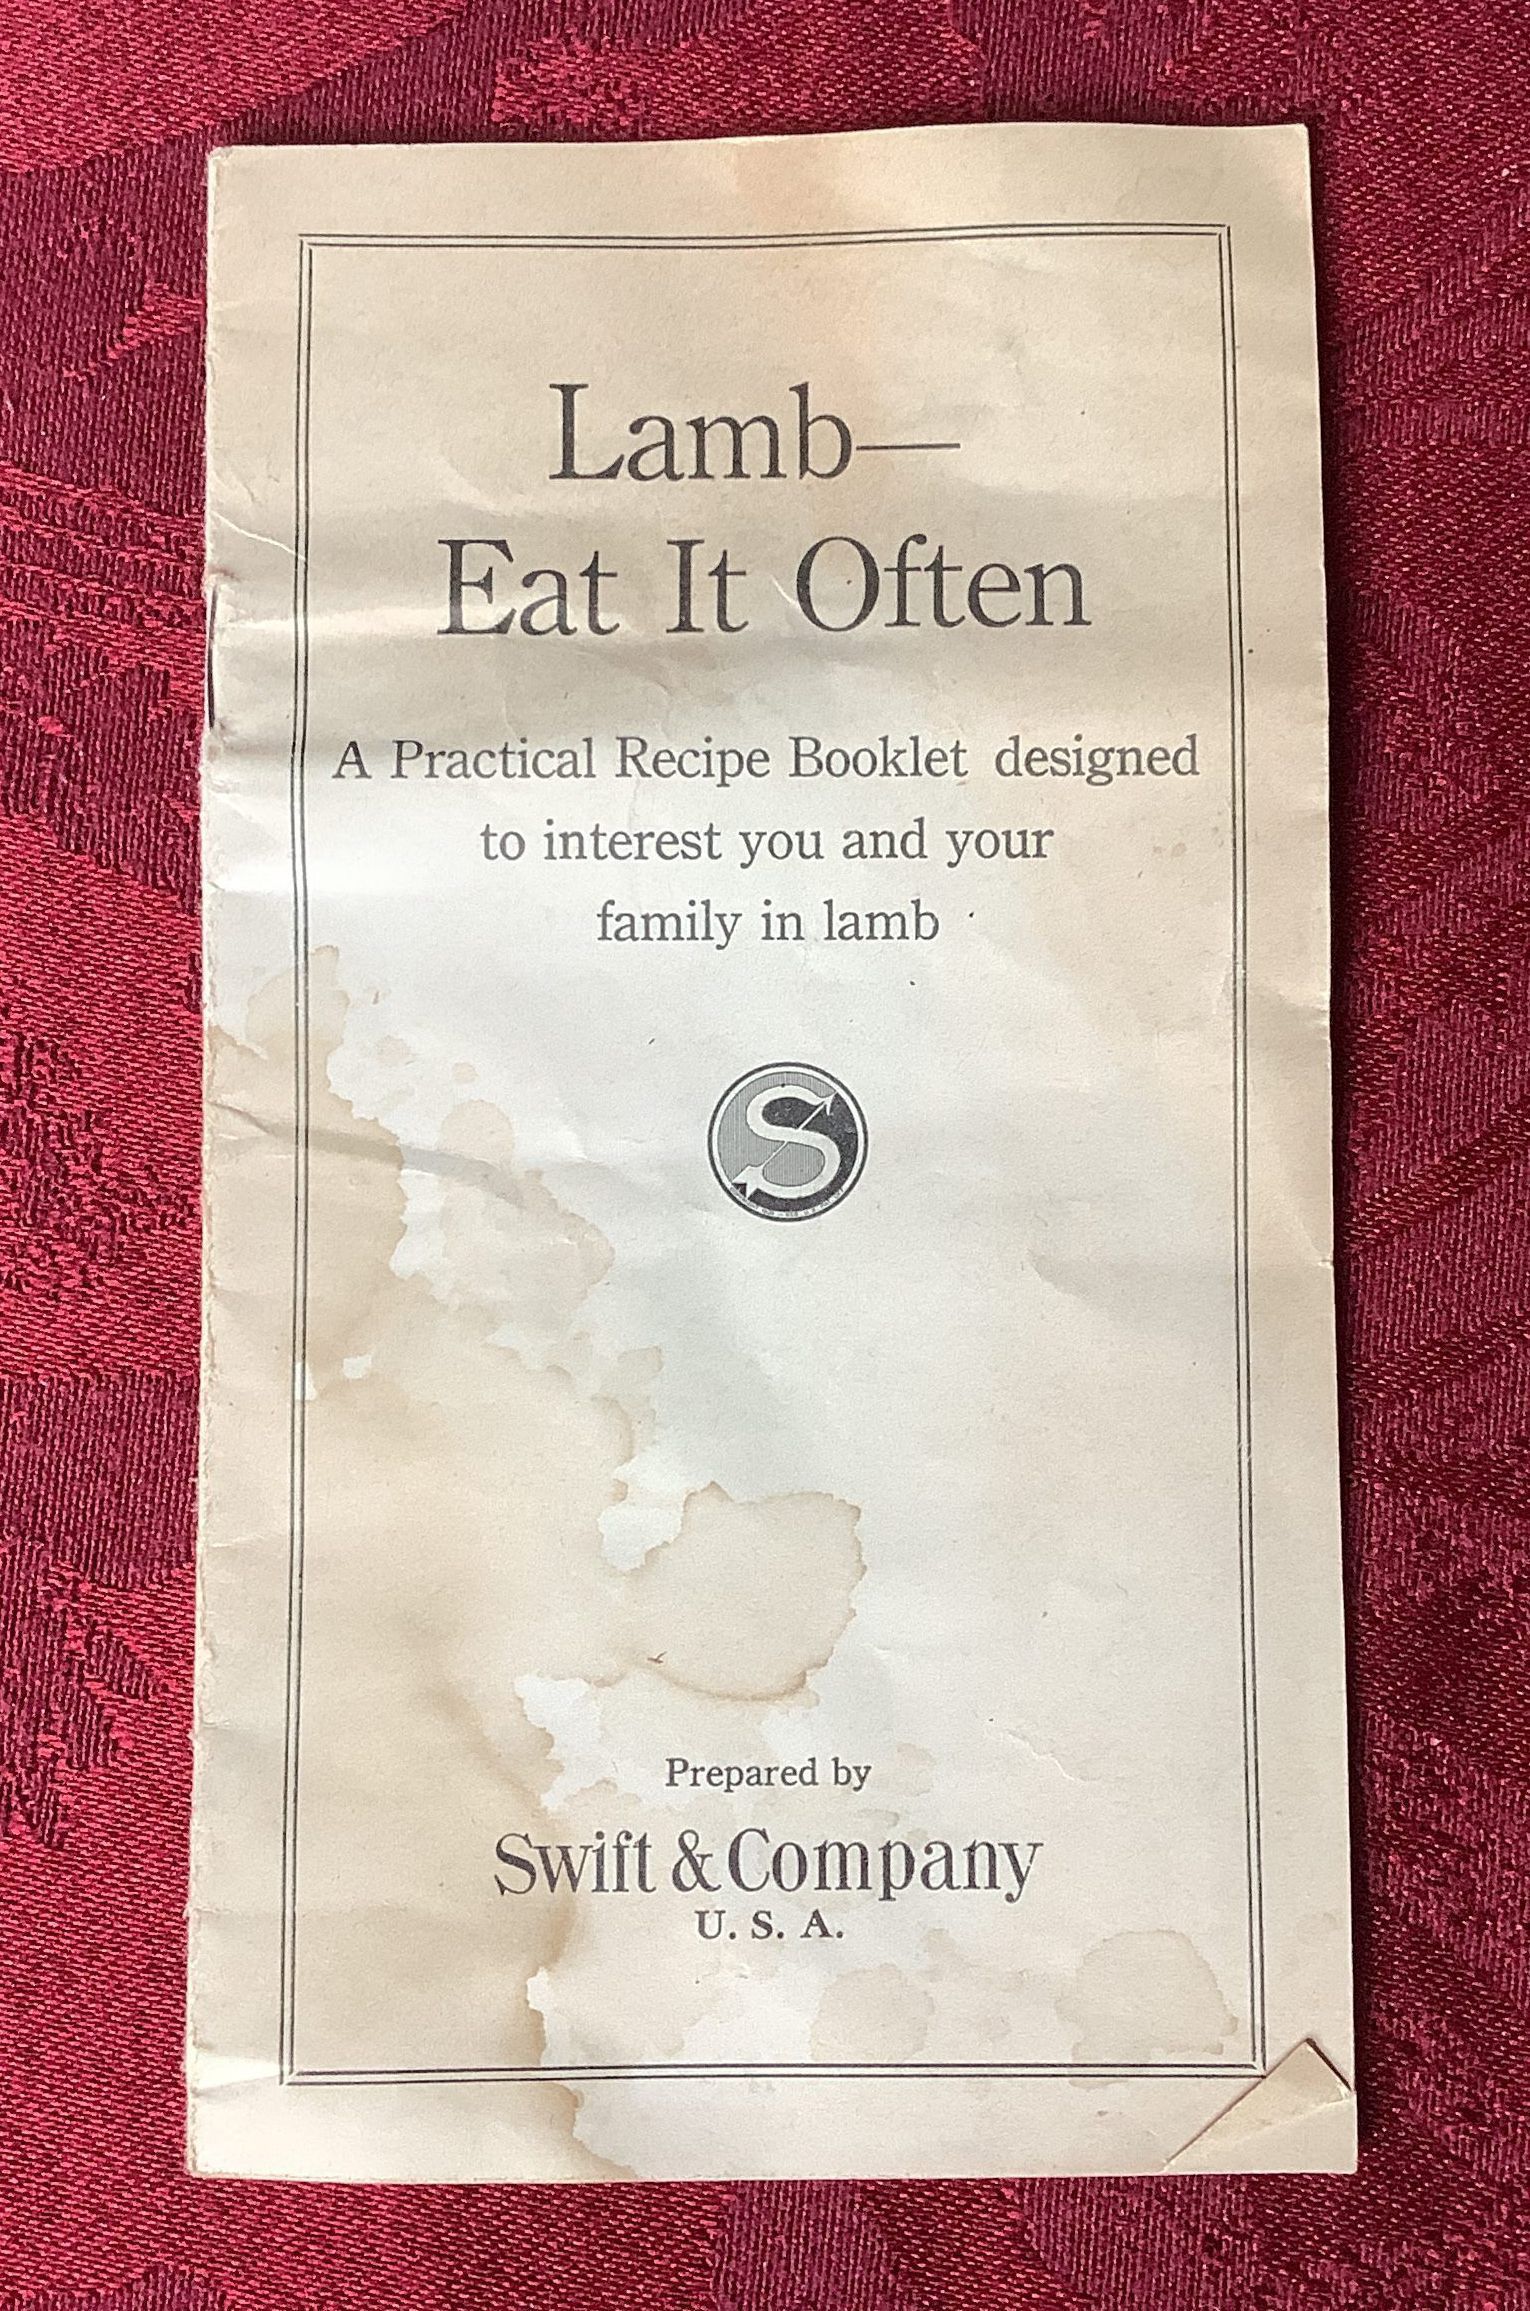 Lamb—
Eat It Often
A Practical Recipe Booklet designed
to interest you and your
family in lamb
S
Prepared by
Swift & Company
U. S. A.